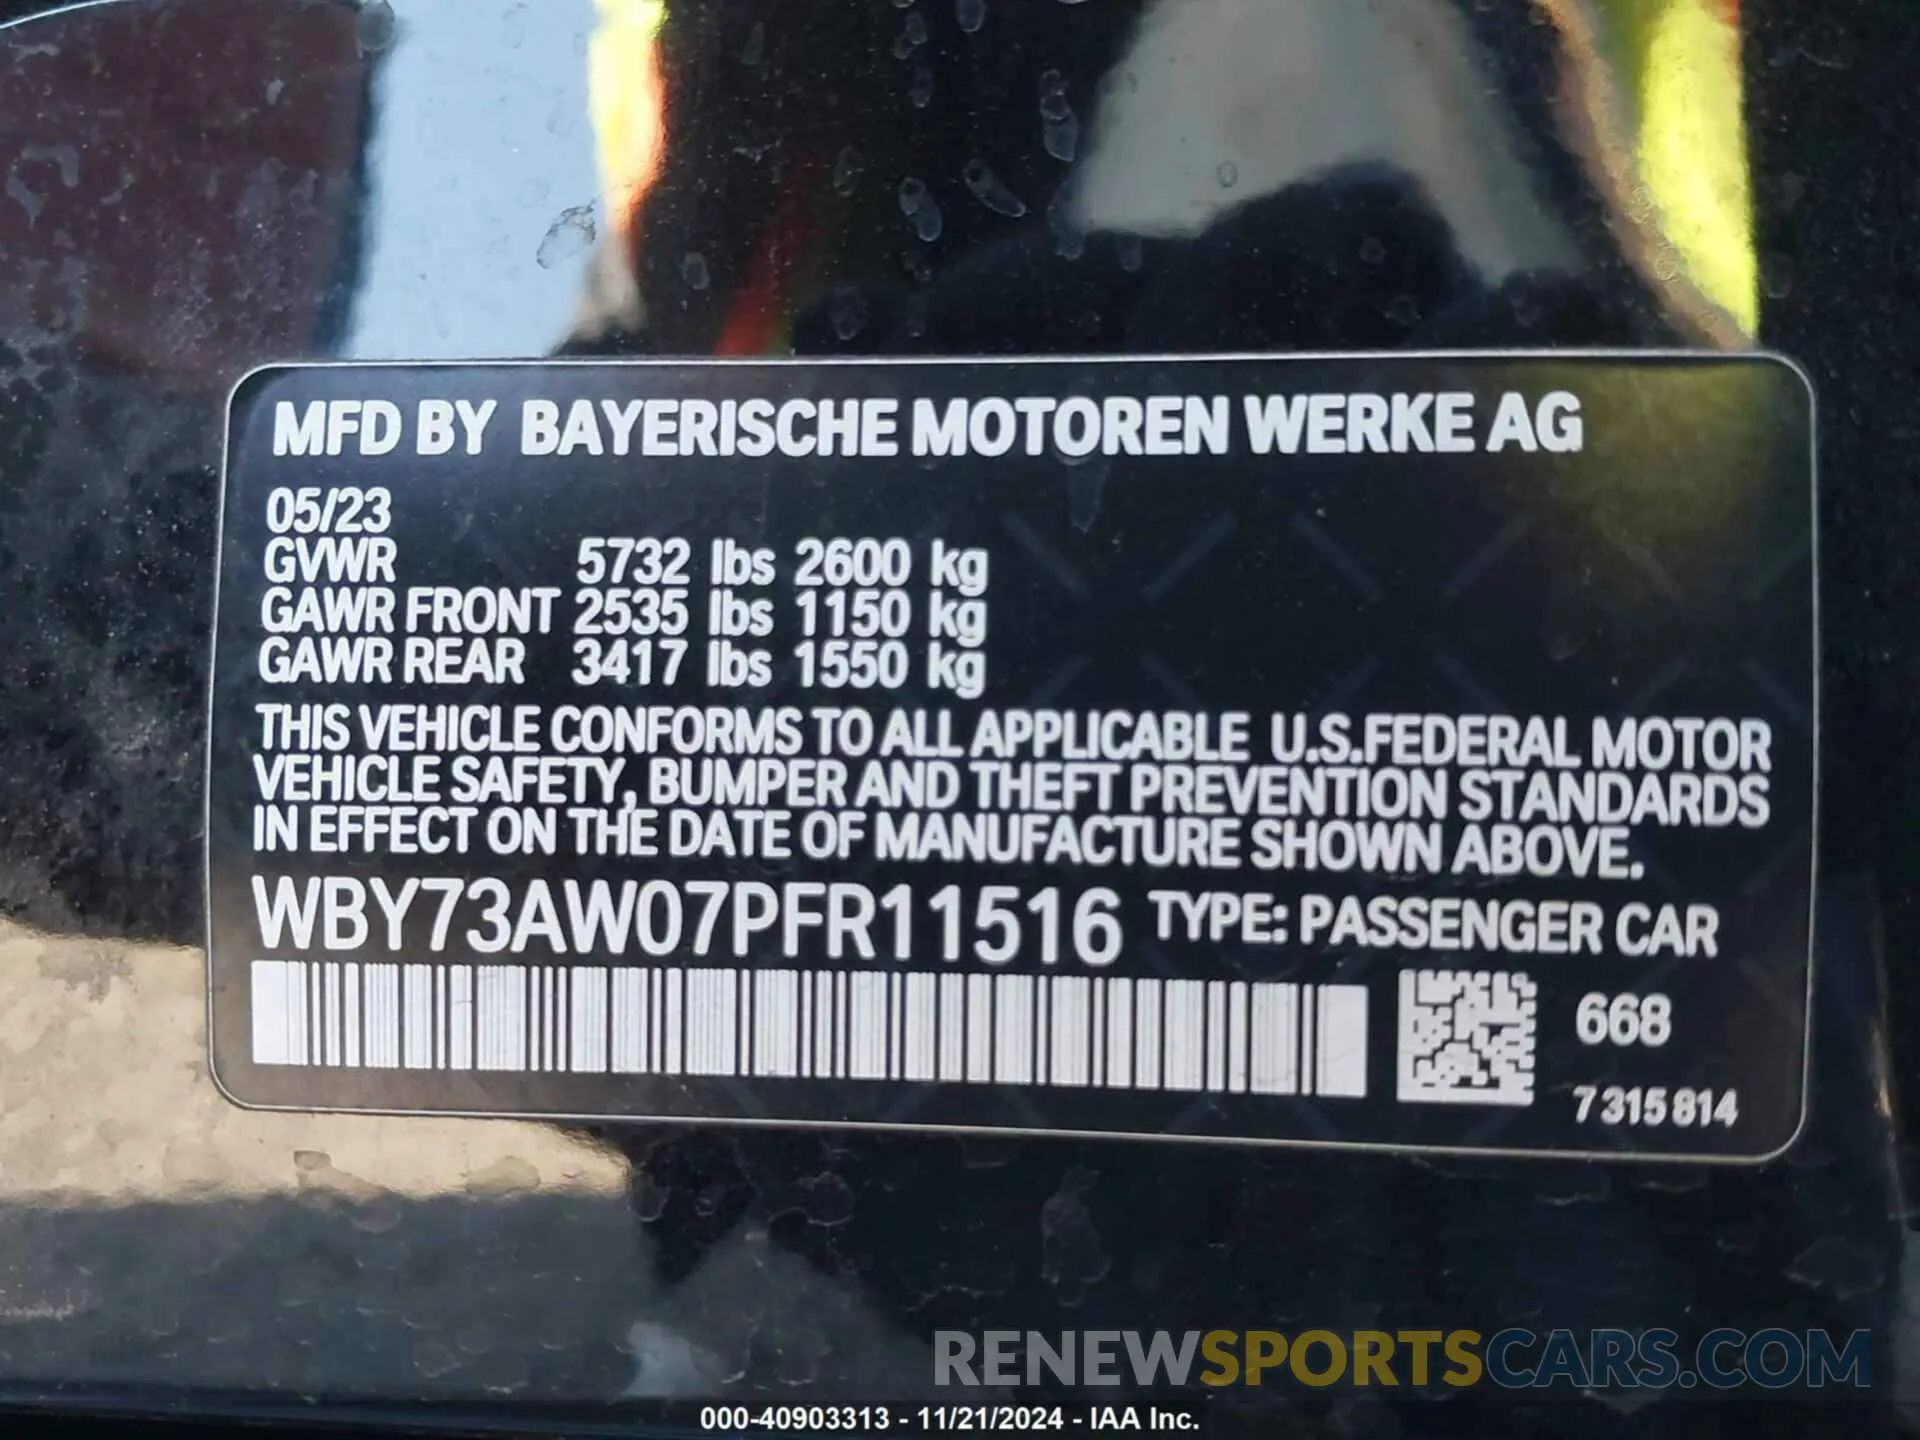 MFD BY BAYERISCHE MOTOREN WERKE AG
05/23
GVWR 5732 lbs 2600 kg
GAWR FRONT 2535 lbs 1150 kg
GAWR REAR 3417 lbs 1550 kg
THIS VEHICLE CONFORMS TO ALL APPLICABLE U.S.FEDERAL MOTOR
VEHICLE SAFETY, BUMPER AND THEFT PREVENTION STANDARDS
IN EFFECT ON THE DATE OF MANUFACTURE SHOWN ABOVE.
WBY73AW07PFR11516 TYPE: PASSENGER CAR
668
7 315 814
RENEWSPORTSCARS.COM
000-40903313 - 11/21/2024 - IAA Inc.